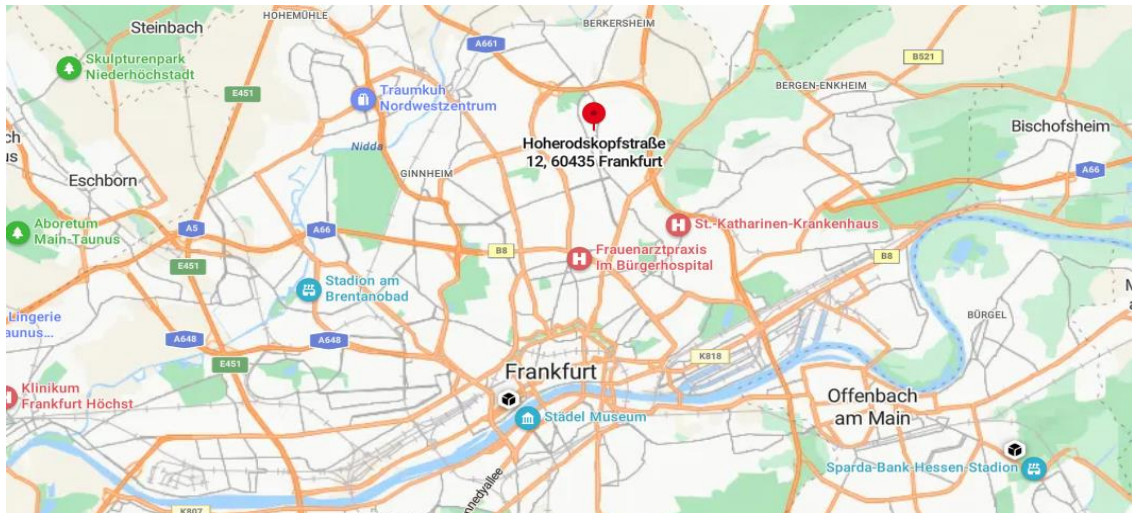 HOHEMÜHLE
BERKERSHEIM
Steinbach
A661
B521
Skulpturenpark
Niederhöchstadt
E451
Traumkuh
Nordwestzentrum
BERGEN-ENKHEIM
Hoherodskopfstraße
12, 60435 Frankfurt
Bischofsheim
Nidda
A66
GINNHEIM
Eschborn
Aboretum
Main-Taunus
A5
A66
St.-Katharinen-Krankenhaus
B8
Frauenarztpraxis
Im Bürgerhospital
B8
E451
Stadion am
Brentanobad
Lingerie
BÜRGEL
A648
A648
K818
E451
Frankfurt
Klinikum
Frankfurt Höchst
Offenbach
am Main
Städel Museum
Sparda-Bank-Hessen-Stadion
K807